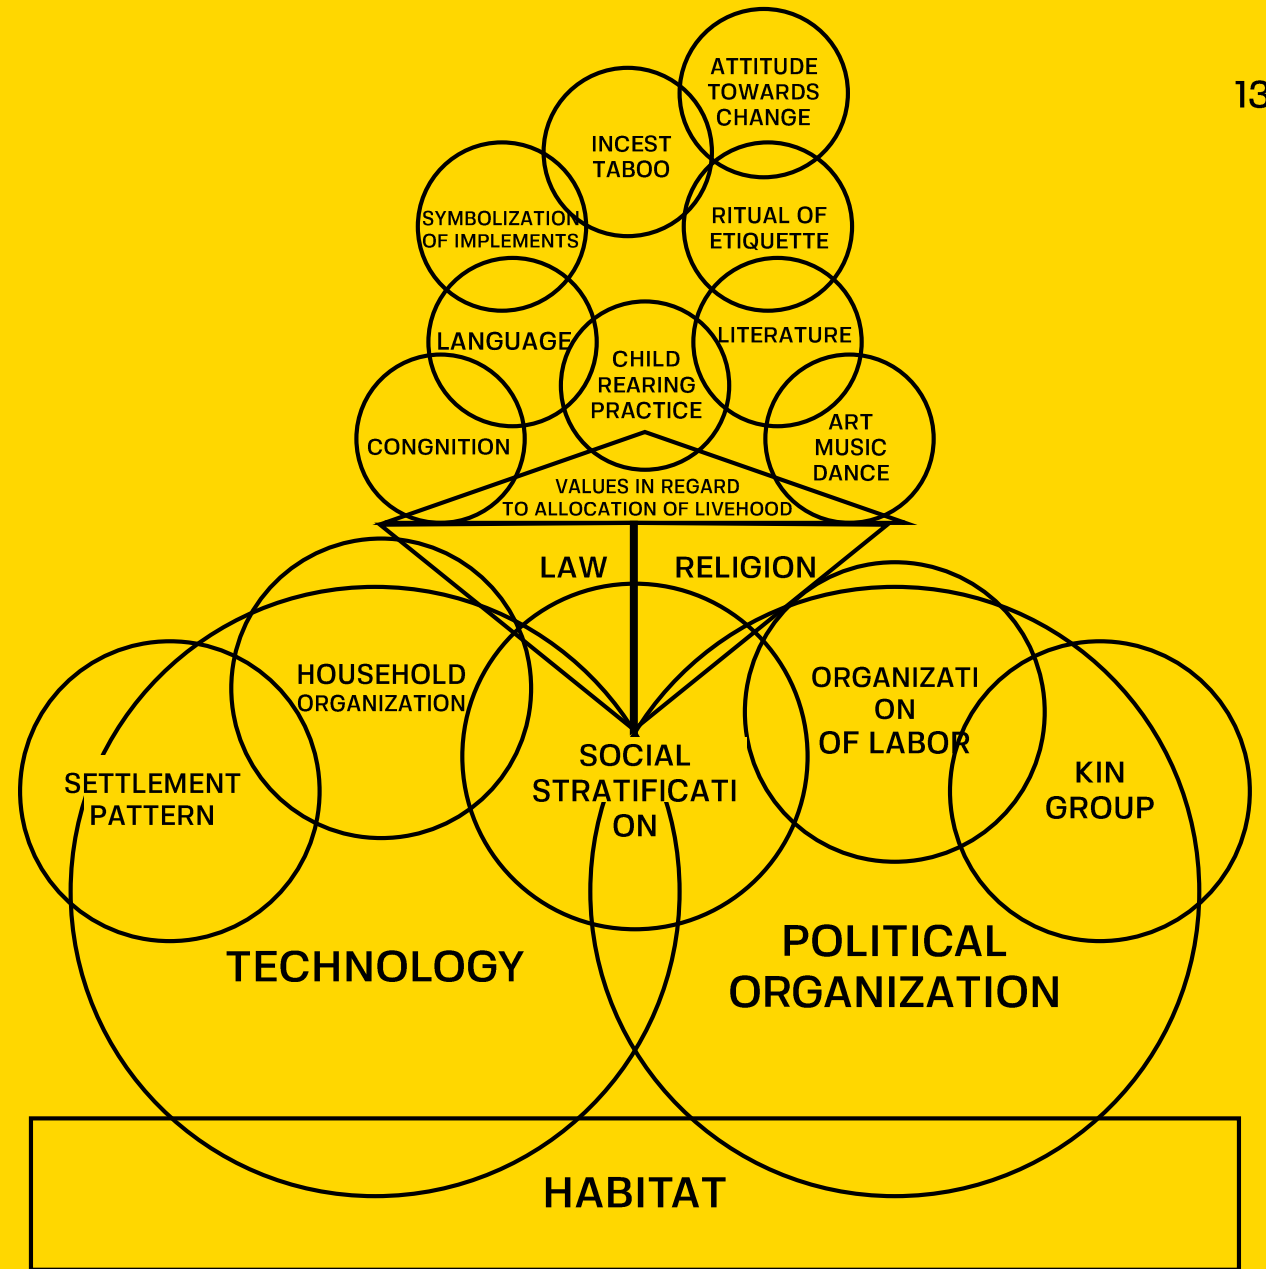 ATTITUDE
TOWARDS
CHANGE
13
INCEST
TABOO
SYMBOLIZATION
OF IMPLEMENTS
RITUAL OF
ETIQUETTE
LANGUAGE
LITERATURE
CHILD
REARING
PRACTICE
CONGNITION
ART
MUSIC
DANCE
VALUES IN REGARD
TO ALLOCATION OF LIVEHOOD
LAW
RELIGION
HOUSEHOLD
ORGANIZATION
ORGANIZATI
ON
OF LABOR
SOCIAL
STRATIFICATI
ON
SETTLEMENT
PATTERN
KIN
GROUP
TECHNOLOGY
POLITICAL
ORGANIZATION
HABITAT